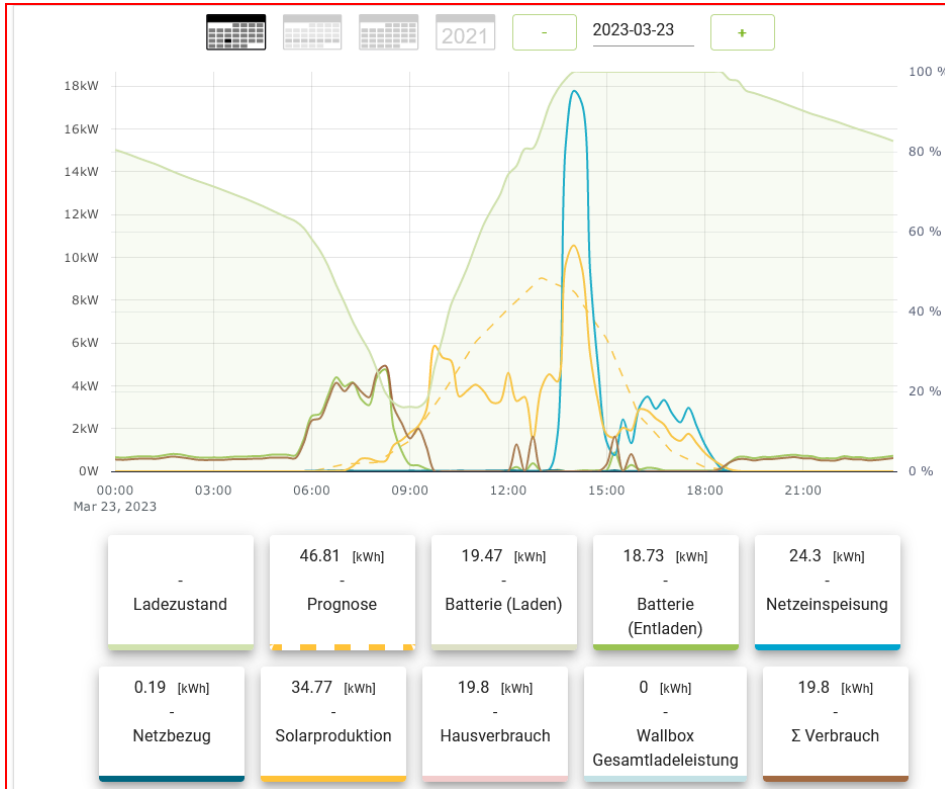 2021
-
2023-03-23
+
18kW
16kW
14kW
12kW
10kW
8kW
6kW
4kW
2kW
0W
100 %
80 %
60 %
40 %
20 %
0 %
00:00 03:00 06:00 09:00 12:00 15:00 18:00 21:00
Mar 23, 2023
-
Ladezustand
46.81 [kWh]
-
Prognose
19.47 [kWh]
-
Batterie (Laden)
18.73 [kWh]
-
Batterie
(Entladen)
24.3 [kWh]
-
Netzeinspeisung
0.19 [kWh]
-
Netzbezug
34.77 [kWh]
-
Solarproduktion
19.8 [kWh]
-
Hausverbrauch
0 [kWh]
-
Wallbox
Gesamtladeleistung
19.8 [kWh]
-
Σ Verbrauch